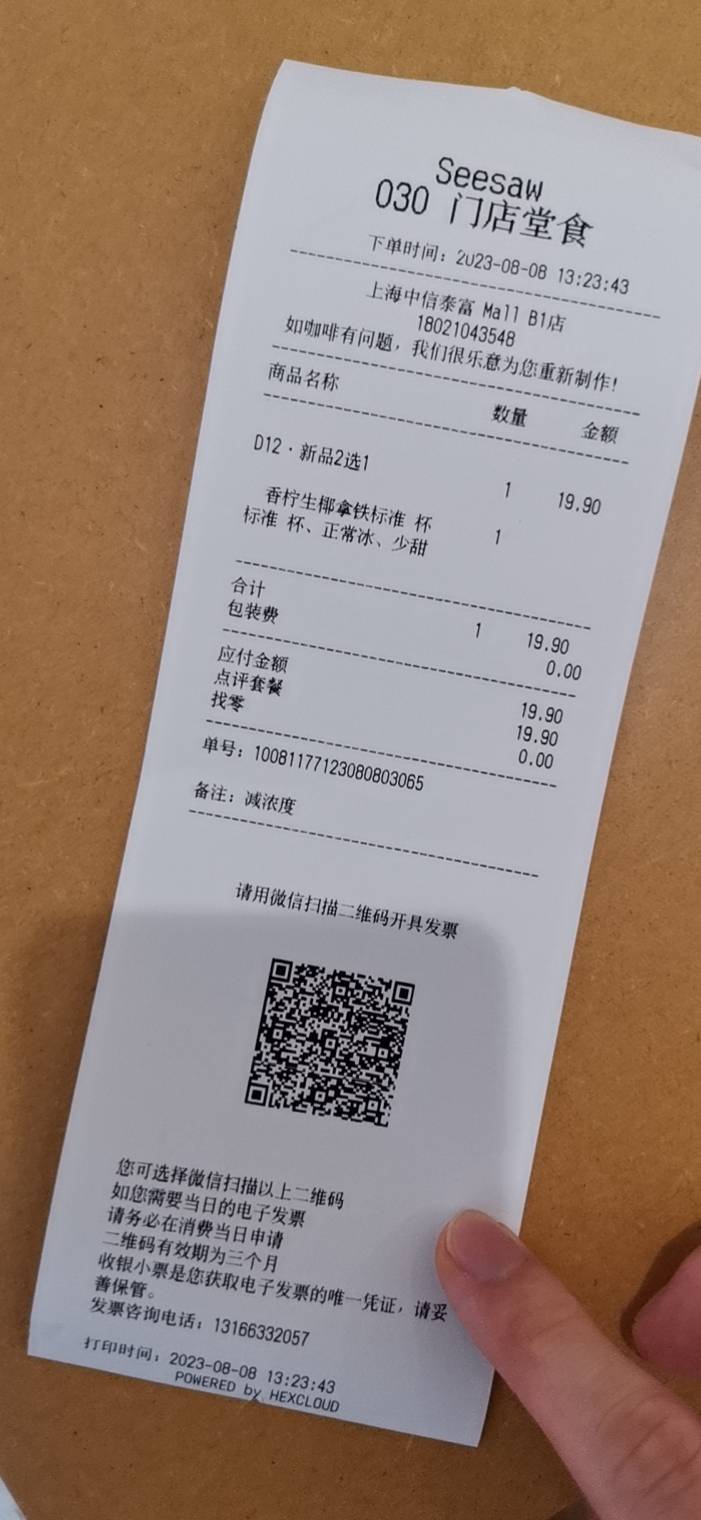 Seesaw
030 门店堂食
下单时间：2023-08-08 13:23:43
上海中信泰富 Mall B1店
18021043548
如咖啡有问题，我们很乐意为您重新制作！
商品名称 数量 金额
D12·新品2选1 1 19.90
香柠生椰拿铁标准 杯 1
标准 杯、正常冰、少甜
合计 1 19.90
包装费 0.00
应付金额 19.90
点评套餐 19.90
找零 0.00
单号：10081177123080803065
备注：减浓度
请用微信扫描二维码开具发票
您可选择微信扫描以上二维码
如您需要当日的电子发票
请务必在消费当日申请
二维码有效期为三个月
收银小票是您获取电子发票的唯一凭证，请妥
善保管。
发票咨询电话：13166332057
打印时间：2023-08-08 13:23:43
POWERED by HEXCLOUD